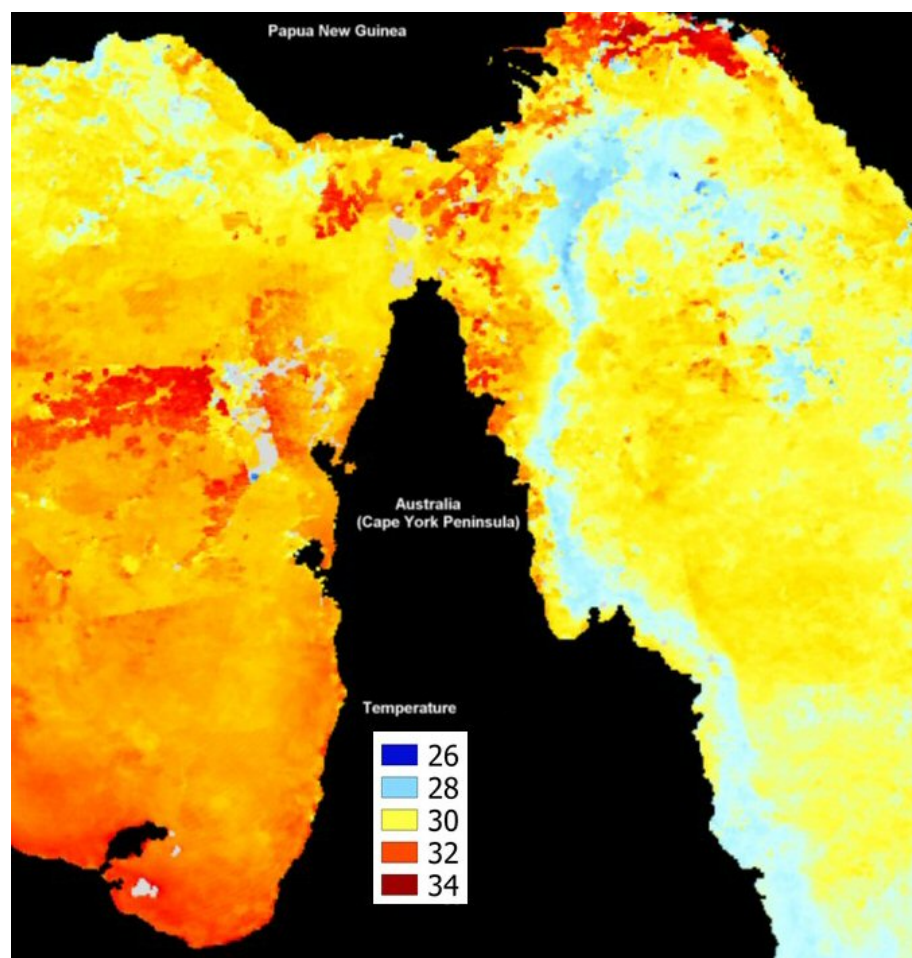 Papua New Guinea
Australia
(Cape York Peninsula)
Temperature
26
28
30
32
34